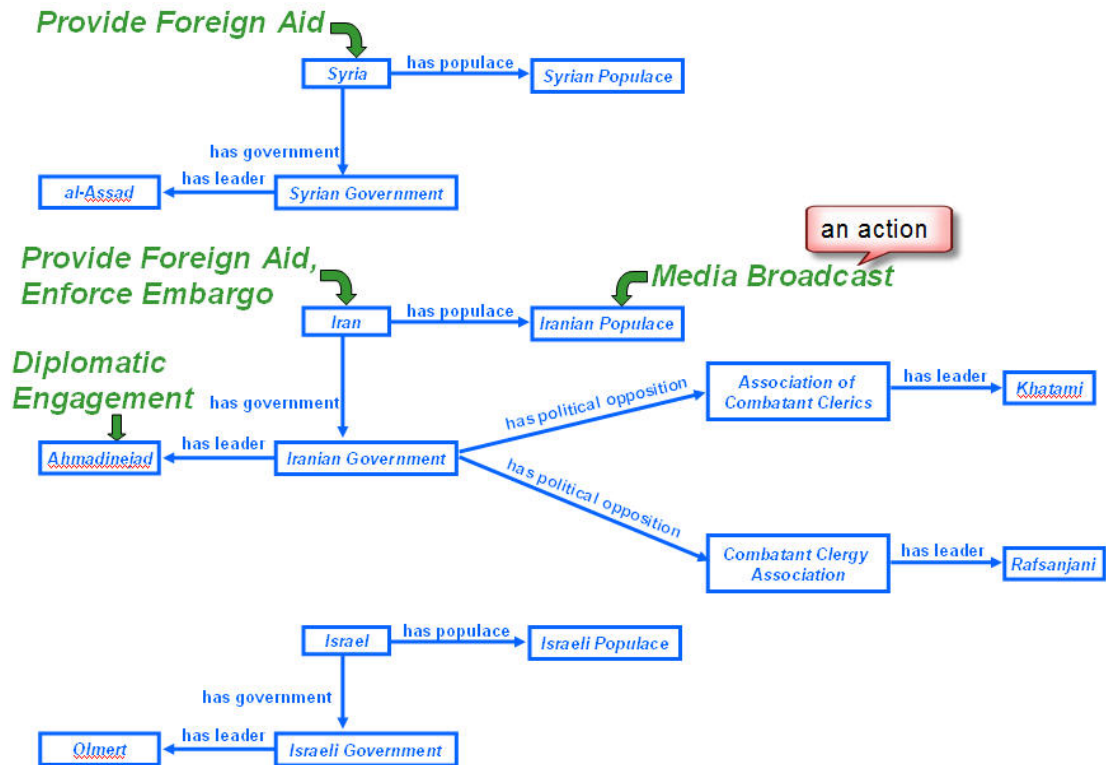 Provide Foreign Aid
has populace
Syria
Syrian Populace
has government
has leader
al-Assad
Syrian Government
an action
Provide Foreign Aid,
Enforce Embargo
Media Broadcast
has populace
Iran
Iranian Populace
Diplomatic
Engagement
has government
has political opposition
Association of
Combatant Clerics
has leader
Khatami
has leader
Ahmadinejad
Iranian Government
has political opposition
Combatant Clergy
Association
has leader
Rafsanjani
has populace
Israel
Israeli Populace
has government
has leader
Olmert
Israeli Government